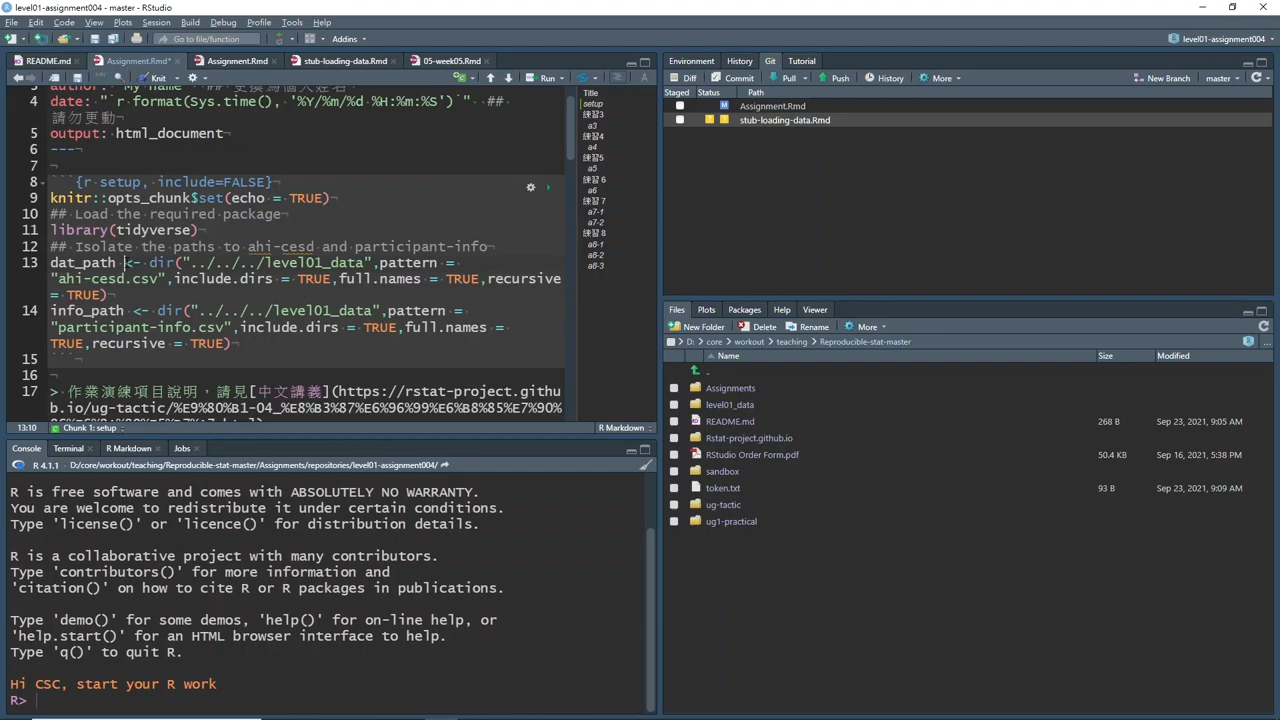 level01-assignment004 - master - RStudio
File Edit Code View Plots Session Build Debug Profile Tools Help
Go to file/function Addins level01-assignment004
README.md Assignment.Rmd* Assignment.Rmd stub-loading-data.Rmd 05-week05.Rmd
Knit Run
4 date: "`r format(Sys.time(), '%Y/%m/%d %H:%m:%S')`" ##
請勿更動
5 output: html_document
6 ---
7
8 ```{r setup, include=FALSE}
9 knitr::opts_chunk$set(echo = TRUE)
10 ## Load the required package
11 library(tidyverse)
12 ## Isolate the paths to ahi-cesd and participant-info
13 dat_path <- dir("../../../level01_data",pattern =
"ahi-cesd.csv",include.dirs = TRUE,full.names = TRUE,recursive
= TRUE)
14 info_path <- dir("../../../level01_data",pattern =
"participant-info.csv",include.dirs = TRUE,full.names =
TRUE,recursive = TRUE)
15 ```
16
17 > 作業演練項目說明，請見[中文講義](https://rstat-project.githu
b.io/ug-tactic/%E9%80%B1-04_%E8%B3%87%E6%96%99%E6%B8%85%E7%90%
13:10 Chunk 1: setup R Markdown
Title
setup
練習3
a3
練習4
a4
練習5
a5
練習 6
a6
練習 7
a7-1
a7-2
練習 8
a8-1
a8-2
a8-3
Console Terminal R Markdown Jobs
R 4.1.1 · D:/core/workout/teaching/Reproducible-stat-master/Assignments/repositories/level01-assignment004/
R is free software and comes with ABSOLUTELY NO WARRANTY.
You are welcome to redistribute it under certain conditions.
Type 'license()' or 'licence()' for distribution details.
R is a collaborative project with many contributors.
Type 'contributors()' for more information and
'citation()' on how to cite R or R packages in publications.
Type 'demo()' for some demos, 'help()' for on-line help, or
'help.start()' for an HTML browser interface to help.
Type 'q()' to quit R.
Hi CSC, start your R work
R>
Environment History Git Tutorial
Diff Commit Pull Push History More New Branch master
Staged Status Path
M Assignment.Rmd
? ? stub-loading-data.Rmd
Files Plots Packages Help Viewer
New Folder Delete Rename More
D: core workout teaching Reproducible-stat-master ...
Name Size Modified
..
Assignments
level01_data
README.md 268 B Sep 23, 2021, 9:05 AM
Rstat-project.github.io
RStudio Order Form.pdf 50.4 KB Sep 16, 2021, 5:38 PM
sandbox
token.txt 93 B Sep 23, 2021, 9:09 AM
ug-tactic
ug1-practical